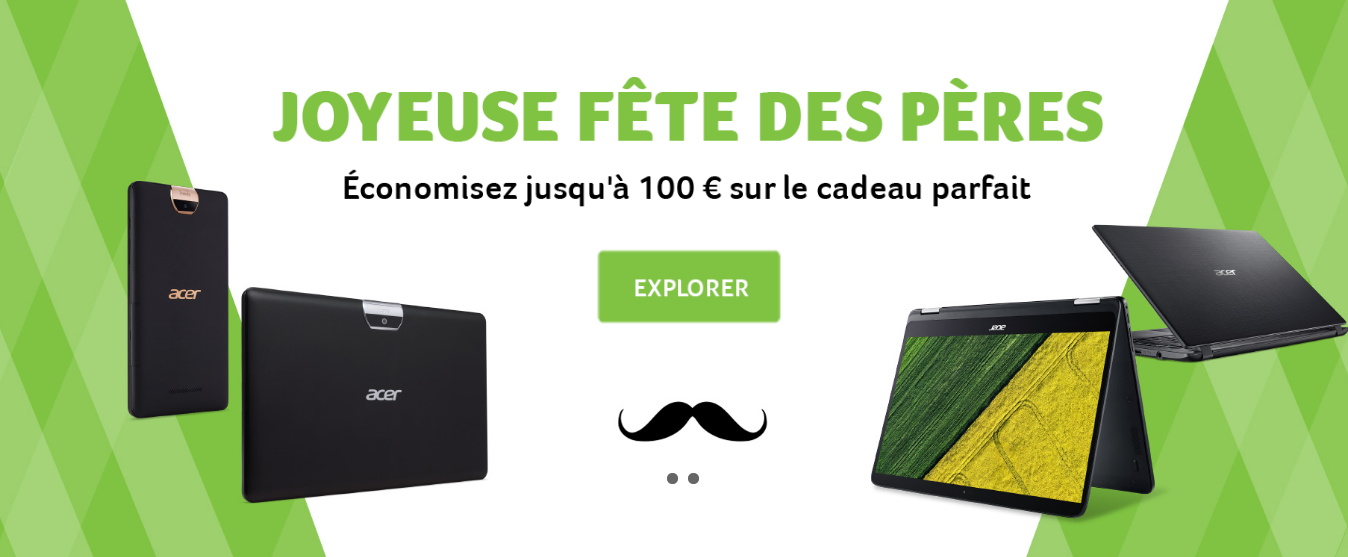 JOYEUSE FÊTE DES PÈRES
Économisez jusqu'à 100 € sur le cadeau parfait
EXPLORER
acer
acer
acer
acer